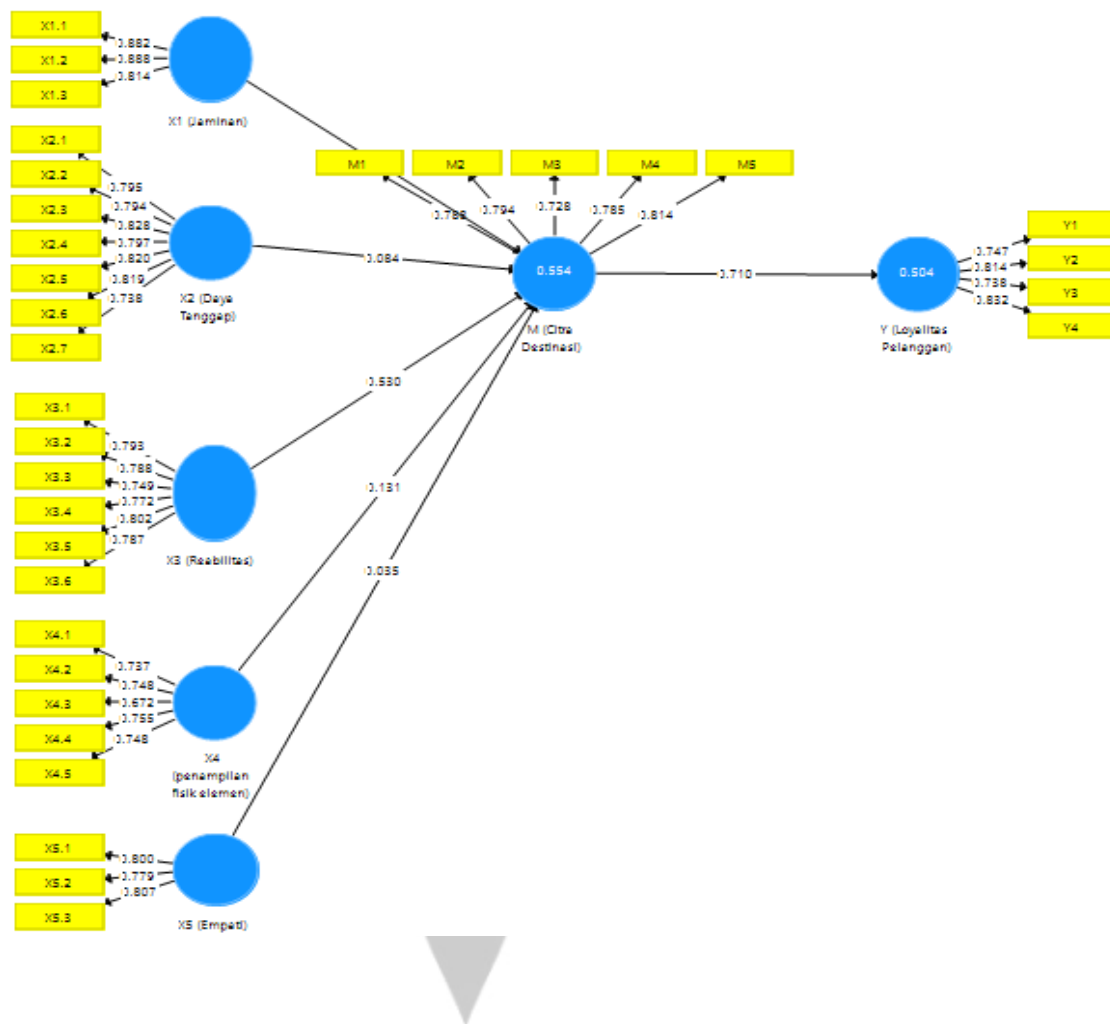 X1.1
X1.2
X1.3
0.882
0.888
0.814
X1 (Jaminan)
X2.1
X2.2
X2.3
X2.4
X2.5
X2.6
X2.7
0.795
0.794
0.828
0.797
0.820
0.819
0.738
X2 (Daya
Tanggap)
M1
M2
M3
M4
M5
0.788
0.794
0.728
0.785
0.814
0.084
0.554
M (Citra
Destinasi)
0.710
0.504
Y (Loyalitas
Pelanggan)
0.747
0.814
0.738
0.832
Y1
Y2
Y3
Y4
X3.1
X3.2
X3.3
X3.4
X3.5
X3.6
0.793
0.788
0.749
0.772
0.802
0.787
X3 (Reabilitas)
0.530
0.131
0.035
X4.1
X4.2
X4.3
X4.4
X4.5
0.737
0.748
0.672
0.755
0.748
X4
(penampilan
fisik elemen)
X5.1
X5.2
X5.3
0.800
0.779
0.807
X5 (Empati)